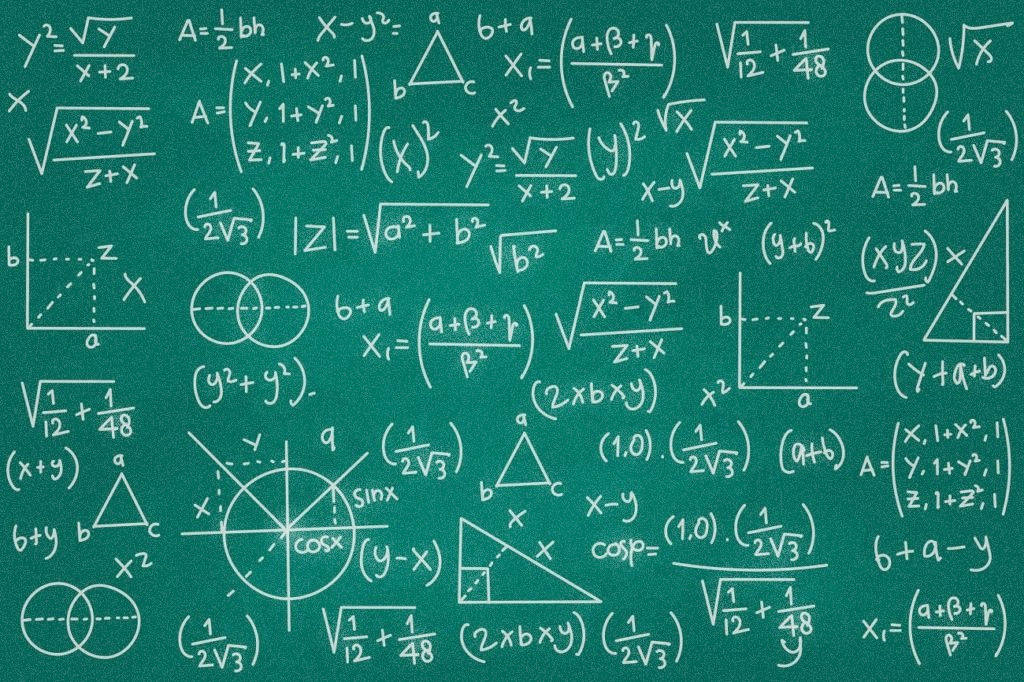 y² = √y / x+2
A = 1/2 bh
x - y² =
a
b c
6 + a
x₁ = ((a + β + γ) / β²)
√(1/12 + 1/48)
√x
x
√((x² - y²) / (z + x))
A = (x, 1+x², 1
y, 1+y², 1
z, 1+z², 1)
(x)²
x²
y² = √y / x+2
(y)²
√x
x-y
√((x² - y²) / (z + x))
(1 / 2√3)
A = 1/2 bh
(1 / 2√3)
|z| = √(a² + b²)
√b²
A = 1/2 bh
(y+b)²
(xyz) / z²
x
b z
x
a
6 + a
x₁ = ((a + β + γ) / β²)
√((x² - y²) / (z + x))
b z
x² a
(y² + y²).
(2xbxy)
(y+a+b)
√(1/12 + 1/48)
(x+y)
a
b c
6+y
x²
y
x
sinx
cosx
(1 / 2√3)
(y-x)
a
b c
(1,0).(1 / 2√3)
(a+b)
A = (x, 1+x², 1
y, 1+y², 1
z, 1+z², 1)
x
x
x-y
cosp = (1,0).(1 / 2√3) / √(1/12 + 1/48)
y
6 + a - y
(1 / 2√3)
√(1/12 + 1/48)
(2xbxy)
(1 / 2√3)
x₁ = ((a + β + γ) / β²)